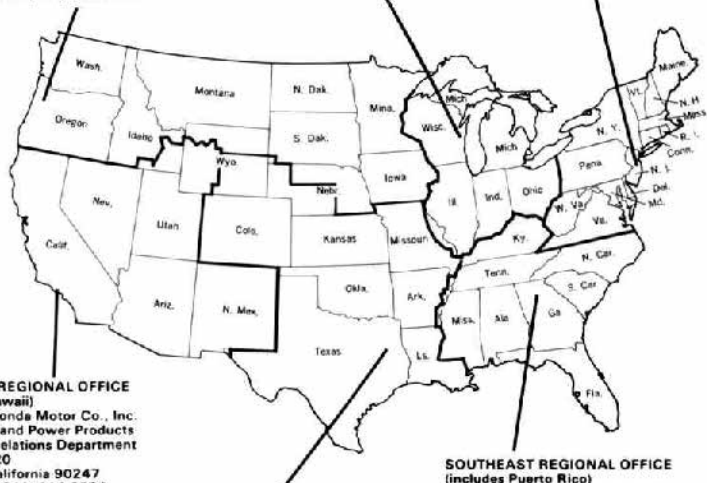 Wash.
Montana
N. Dak.
Minn.
Maine.
Vt.
N. H
Oregon
Idaho
S. Dak.
Wisc.
Mich
Mich
N. Y.
Mass
R. I.
Conn.
Wyo.
Iowa
Nebr.
Pena
N. J.
Nev.
Utah
Colo.
Ill
Ind.
Ohio
W. Va
Del.
Md.
Calif.
Kansas
Missouri
Ky.
Va.
Ariz.
N. Mex.
Okla.
Ark.
Tenn.
N. Car.
S. Car
Texas
La.
Miss.
Ala
Ga
Fla.
REGIONAL OFFICE
waii)
onda Motor Co., Inc.
and Power Products
elations Department
20
alifornia 90247
SOUTHEAST REGIONAL OFFICE
(includes Puerto Rico)